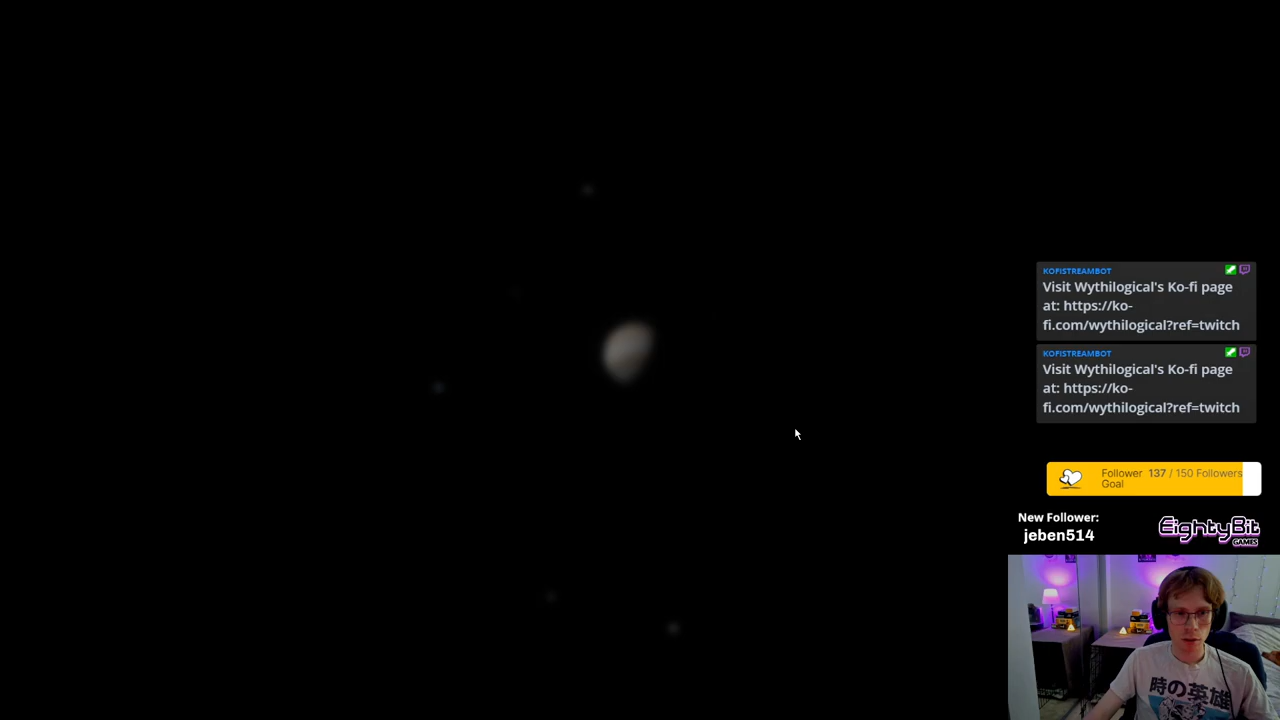 KOFISTREAMBOT
Visit Wythilogical's Ko-fi page
at: https://ko-
fi.com/wythilogical?ref=twitch
KOFISTREAMBOT
Visit Wythilogical's Ko-fi page
at: https://ko-
fi.com/wythilogical?ref=twitch
Follower 137 / 150 Followers
Goal
New Follower:
jeben514
EightyBit
GAMES
時の英雄